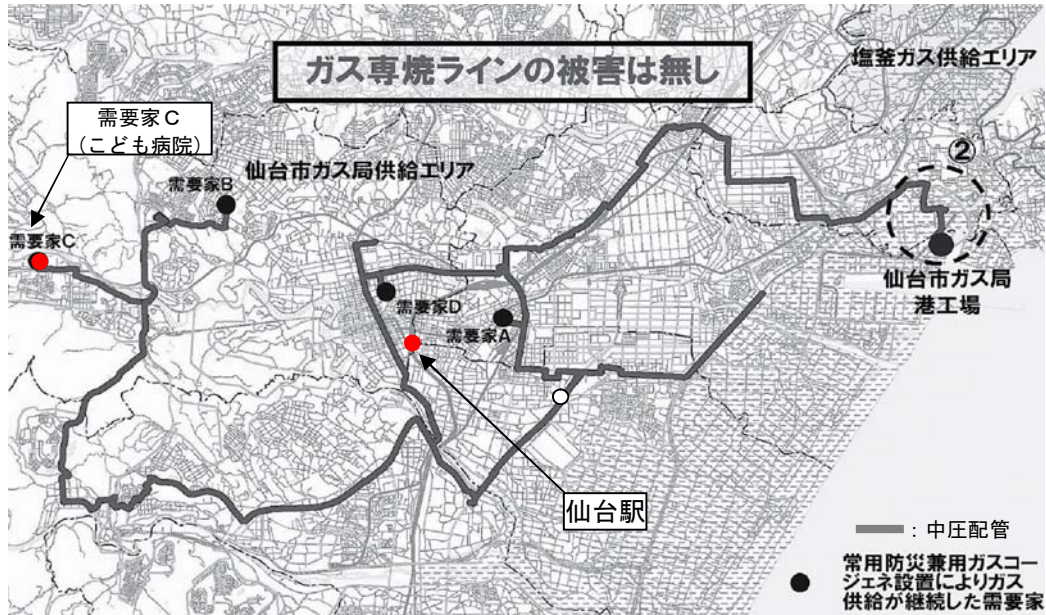 ガス専焼ラインの被害は無し
塩釜ガス供給エリア
需要家C
(こども病院)
②
仙台市ガス局供給エリア
需要家B
需要家C
仙台市ガス局
港工場
需要家D
需要家A
仙台駅
：中圧配管
常用防災兼用ガスコー
ジェネ設置によりガス
供給が継続した需要家